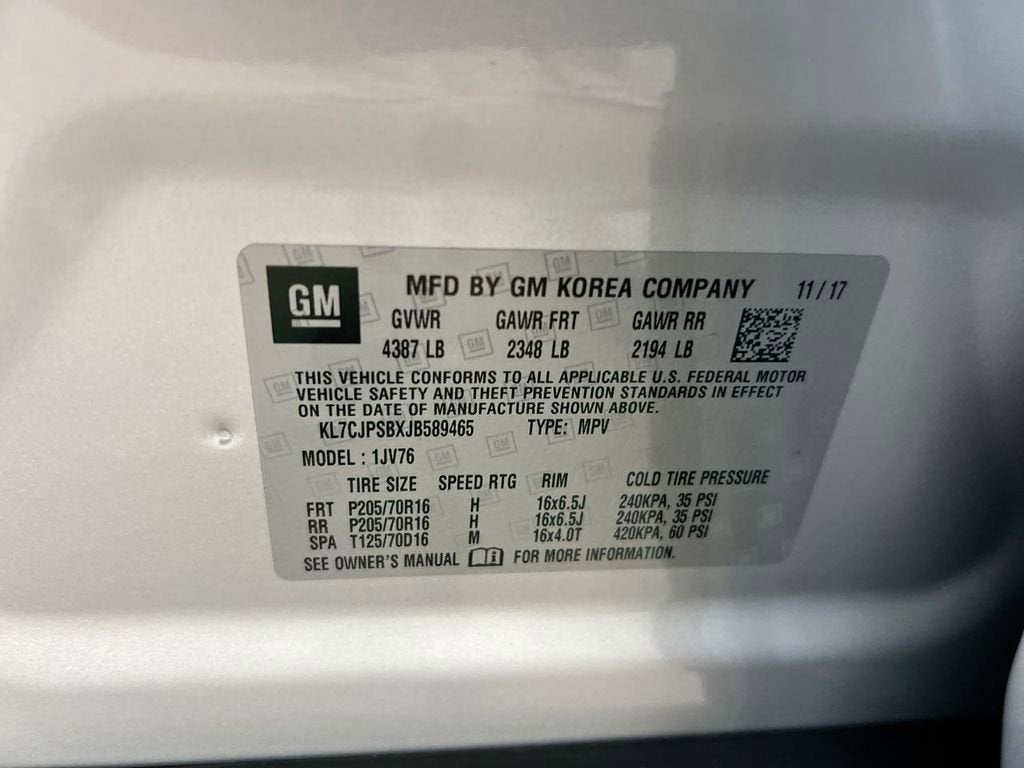 GM MFD BY GM KOREA COMPANY 11/17
GVWR GAWR FRT GAWR RR
4387 LB 2348 LB 2194 LB
THIS VEHICLE CONFORMS TO ALL APPLICABLE U.S. FEDERAL MOTOR
VEHICLE SAFETY AND THEFT PREVENTION STANDARDS IN EFFECT
ON THE DATE OF MANUFACTURE SHOWN ABOVE.
KL7CJPSBXJB589465 TYPE: MPV
MODEL : 1JV76
TIRE SIZE SPEED RTG RIM COLD TIRE PRESSURE
FRT P205/70R16 H 16x6.5J 240KPA, 35 PSI
RR P205/70R16 H 16x6.5J 240KPA, 35 PSI
SPA T125/70D16 M 16x4.0T 420KPA, 60 PSI
SEE OWNER'S MANUAL FOR MORE INFORMATION.